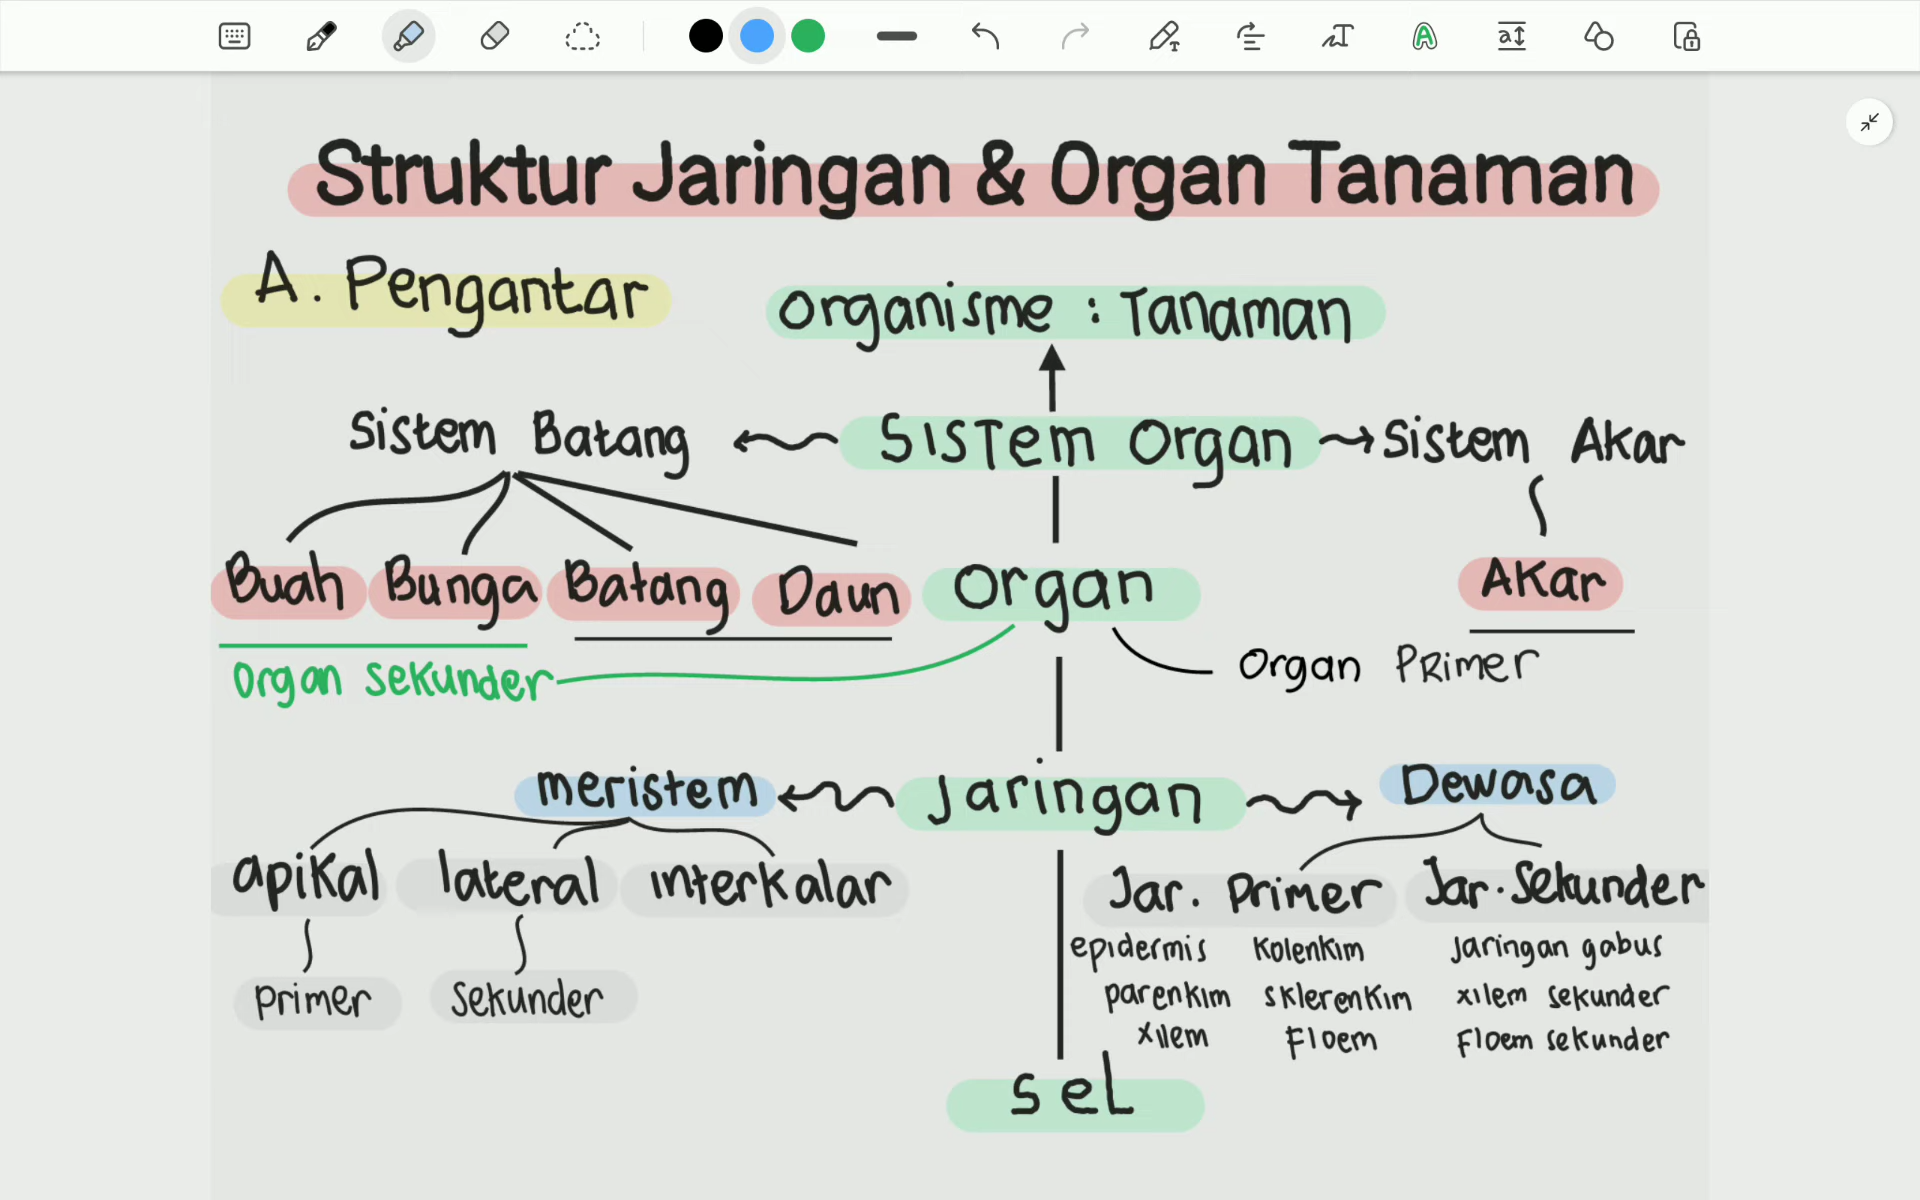 Struktur Jaringan & Organ Tanaman
A. Pengantar
Organisme : Tanaman
Sistem Batang
Sistem Organ
Sistem Akar
Buah Bunga Batang Daun
Organ
Akar
Organ Sekunder
Organ Primer
meristem
Jaringan
Dewasa
apikal lateral interkalar
Jar. Primer
Jar. Sekunder
epidermis kolenkim
Jaringan gabus
parenkim sklerenkim
xilem sekunder
xilem Floem
Floem sekunder
primer Sekunder
sel